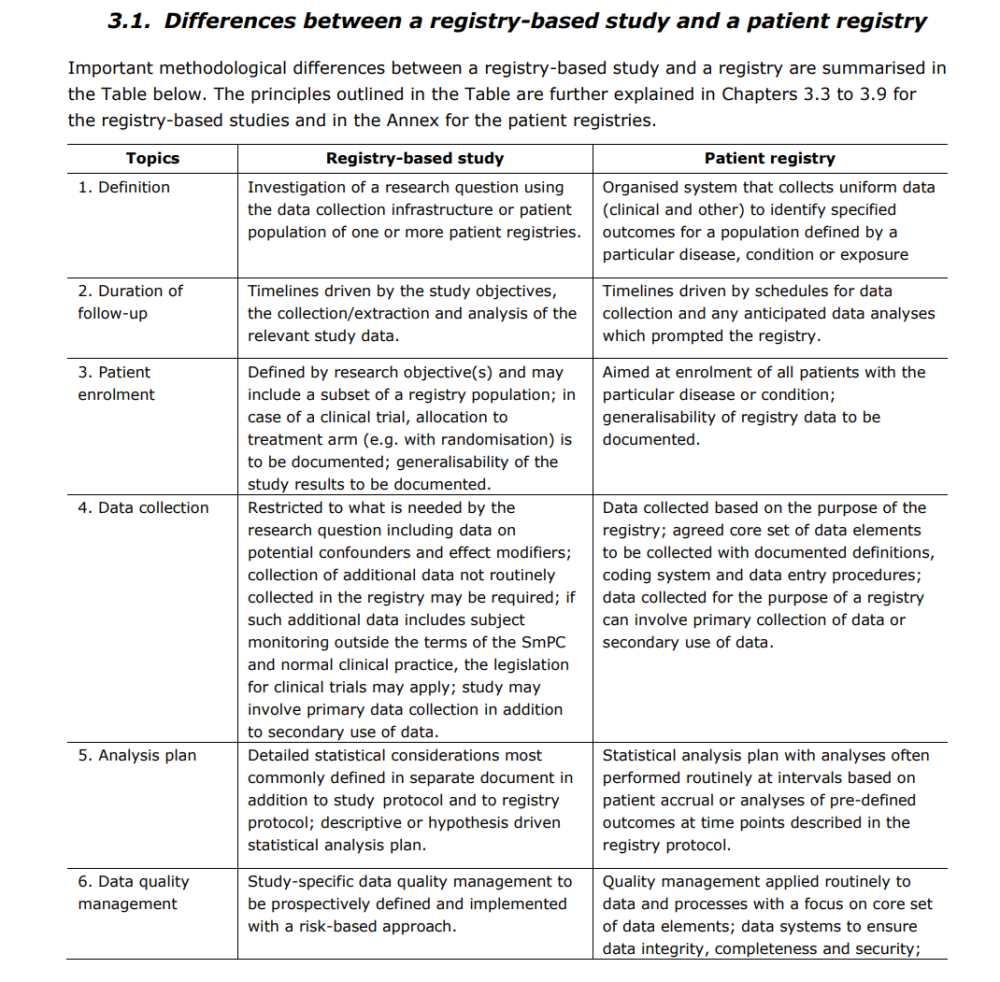 3.1. Differences between a registry-based study and a patient registry
Important methodological differences between a registry-based study and a registry are summarised in
the Table below. The principles outlined in the Table are further explained in Chapters 3.3 to 3.9 for
the registry-based studies and in the Annex for the patient registries.
Topics
Registry-based study
Patient registry
1. Definition
Investigation of a research question using
the data collection infrastructure or patient
population of one or more patient registries.
Organised system that collects uniform data
(clinical and other) to identify specified
outcomes for a population defined by a
particular disease, condition or exposure
2. Duration of
follow-up
Timelines driven by the study objectives,
the collection/extraction and analysis of the
relevant study data.
Timelines driven by schedules for data
collection and any anticipated data analyses
which prompted the registry.
3. Patient
enrolment
Defined by research objective(s) and may
include a subset of a registry population; in
case of a clinical trial, allocation to
treatment arm (e.g. with randomisation) is
to be documented; generalisability of the
study results to be documented.
Aimed at enrolment of all patients with the
particular disease or condition;
generalisability of registry data to be
documented.
4. Data collection
Restricted to what is needed by the
research question including data on
potential confounders and effect modifiers;
collection of additional data not routinely
collected in the registry may be required; if
such additional data includes subject
monitoring outside the terms of the SmPC
and normal clinical practice, the legislation
for clinical trials may apply; study may
involve primary data collection in addition
to secondary use of data.
Data collected based on the purpose of the
registry; agreed core set of data elements
to be collected with documented definitions,
coding system and data entry procedures;
data collected for the purpose of a registry
can involve primary collection of data or
secondary use of data.
5. Analysis plan
Detailed statistical considerations most
commonly defined in separate document in
addition to study protocol and to registry
protocol; descriptive or hypothesis driven
statistical analysis plan.
Statistical analysis plan with analyses often
performed routinely at intervals based on
patient accrual or analyses of pre-defined
outcomes at time points described in the
registry protocol.
6. Data quality
management
Study-specific data quality management to
be prospectively defined and implemented
with a risk-based approach.
Quality management applied routinely to
data and processes with a focus on core set
of data elements; data systems to ensure
data integrity, completeness and security;